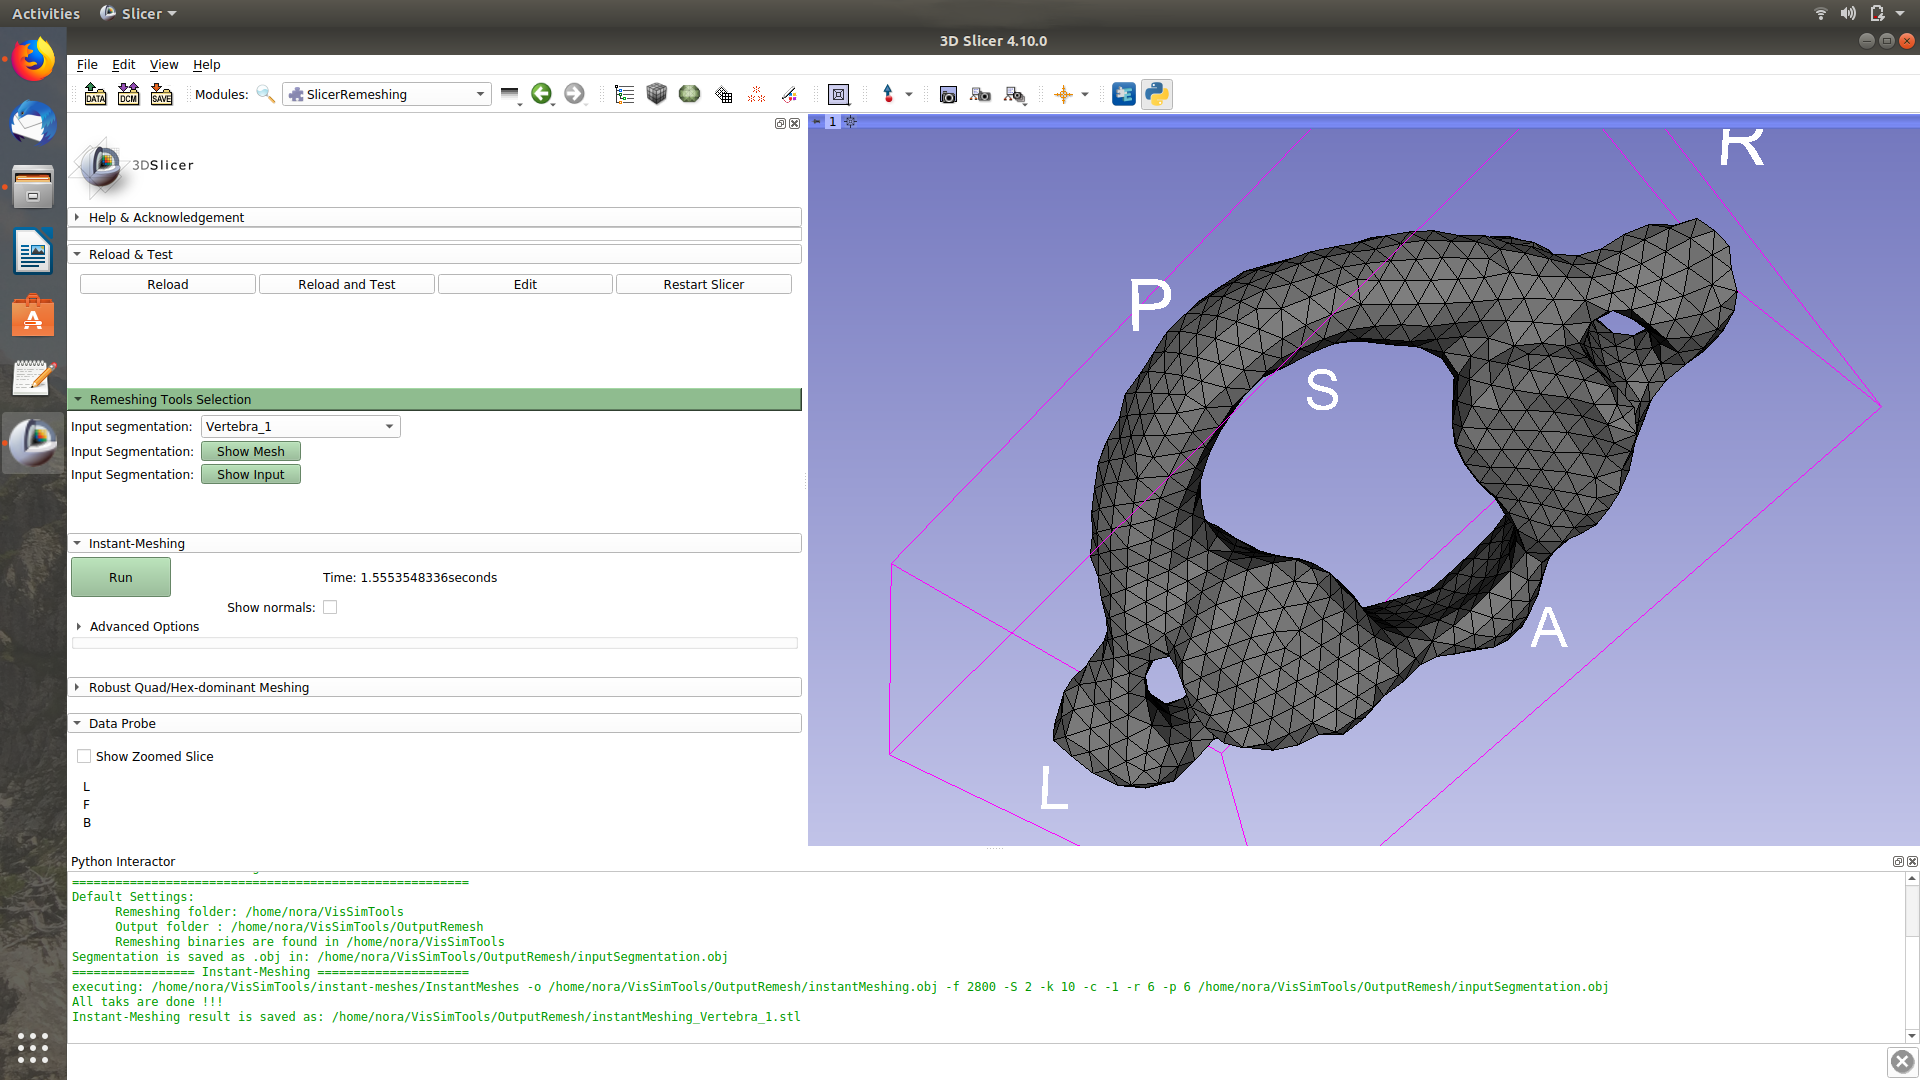 Activities Slicer
3D Slicer 4.10.0
File Edit View Help
DATA DCM SAVE Modules: SlicerRemeshing
1
3DSlicer
Help & Acknowledgement
Reload & Test
Reload Reload and Test Edit Restart Slicer
Remeshing Tools Selection
Input segmentation: Vertebra_1
Input Segmentation: Show Mesh
Input Segmentation: Show Input
Instant-Meshing
Run Time: 1.5553548336seconds
Show normals:
Advanced Options
Robust Quad/Hex-dominant Meshing
Data Probe
Show Zoomed Slice
L
F
B
R
P
S
A
L
Python Interactor
=======================================================
Default Settings:
Remeshing folder: /home/nora/VisSimTools
Output folder : /home/nora/VisSimTools/OutputRemesh
Remeshing binaries are found in /home/nora/VisSimTools
Segmentation is saved as .obj in: /home/nora/VisSimTools/OutputRemesh/inputSegmentation.obj
================= Instant-Meshing =====================
executing: /home/nora/VisSimTools/instant-meshes/InstantMeshes -o /home/nora/VisSimTools/OutputRemesh/instantMeshing.obj -f 2800 -S 2 -k 10 -c -1 -r 6 -p 6 /home/nora/VisSimTools/OutputRemesh/inputSegmentation.obj
All taks are done !!!
Instant-Meshing result is saved as: /home/nora/VisSimTools/OutputRemesh/instantMeshing_Vertebra_1.stl